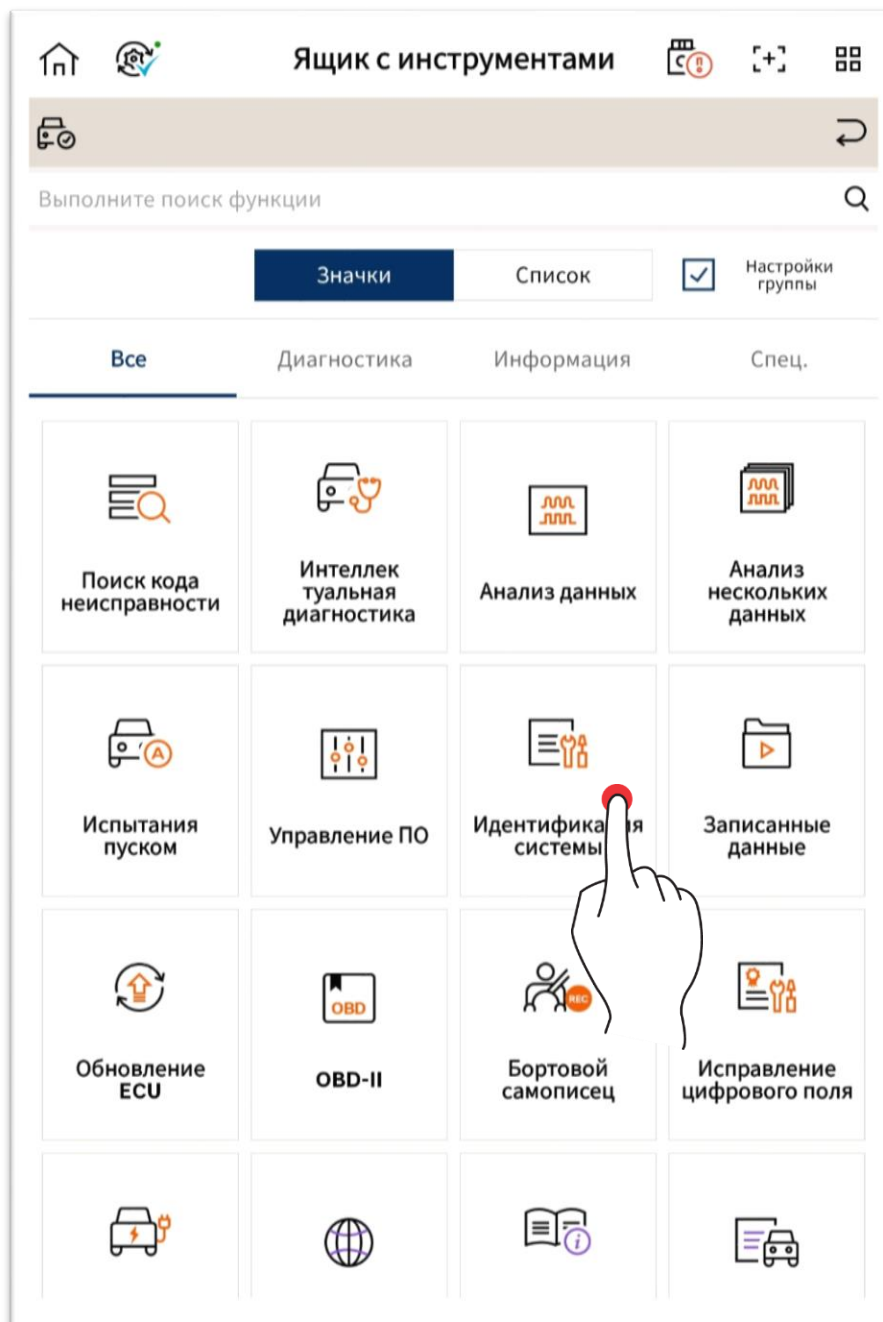 Ящик с инструментами
Выполните поиск функции
Значки
Список
Настройки
группы
Все
Диагностика
Информация
Спец.
Поиск кода
неисправности
Интеллек
туальная
диагностика
Анализ данных
Анализ
нескольких
данных
A
Испытания
пуском
Управление ПО
Идентификация
системы
Записанные
данные
Обновление
ECU
OBD
OBD-II
REC
Бортовой
самописец
Исправление
цифрового поля
i